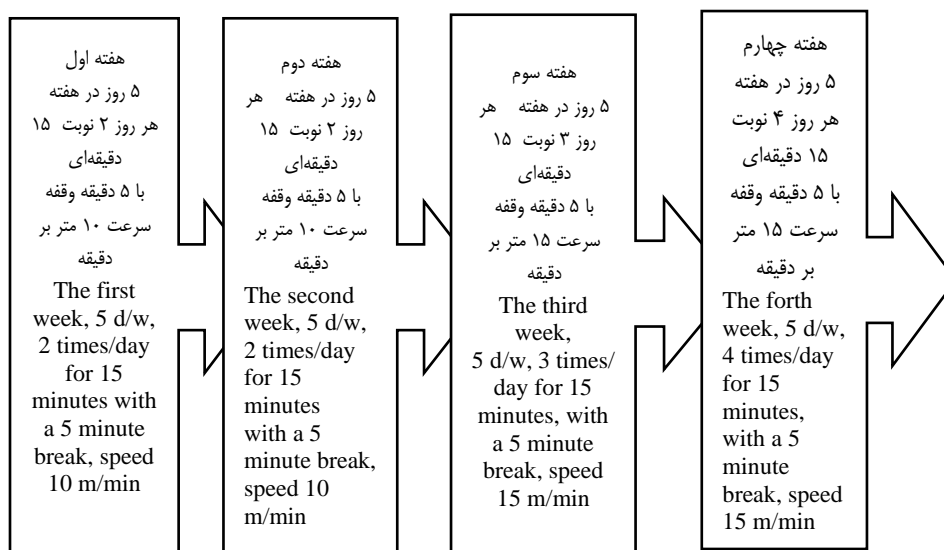 هفته اول
۵ روز در هفته
هر روز ۲ نوبت ۱۵
دقیقه‌ای
با ۵ دقیقه وقفه
سرعت ۱۰ متر بر
دقیقه
The first
week, 5 d/w,
2 times/day
for 15
minutes with
a 5 minute
break, speed
10 m/min
هفته دوم
۵ روز در هفته هر
روز ۲ نوبت ۱۵
دقیقه‌ای
با ۵ دقیقه وقفه
سرعت ۱۰ متر بر
دقیقه
The second
week, 5 d/w,
2 times/day
for 15
minutes
with a 5
minute break,
speed 10
m/min
هفته سوم
۵ روز در هفته هر
روز ۳ نوبت ۱۵
دقیقه‌ای
با ۵ دقیقه وقفه
سرعت ۱۵ متر بر
دقیقه
The third
week,
5 d/w, 3 times/
day for 15
minutes, with
a 5 minute
break, speed
15 m/min
هفته چهارم
۵ روز در هفته
هر روز ۴ نوبت
۱۵ دقیقه‌ای
با ۵ دقیقه وقفه
سرعت ۱۵ متر
بر دقیقه
The forth
week, 5 d/w,
4 times/day
for 15
minutes,
with a 5
minute
break, speed
15 m/min